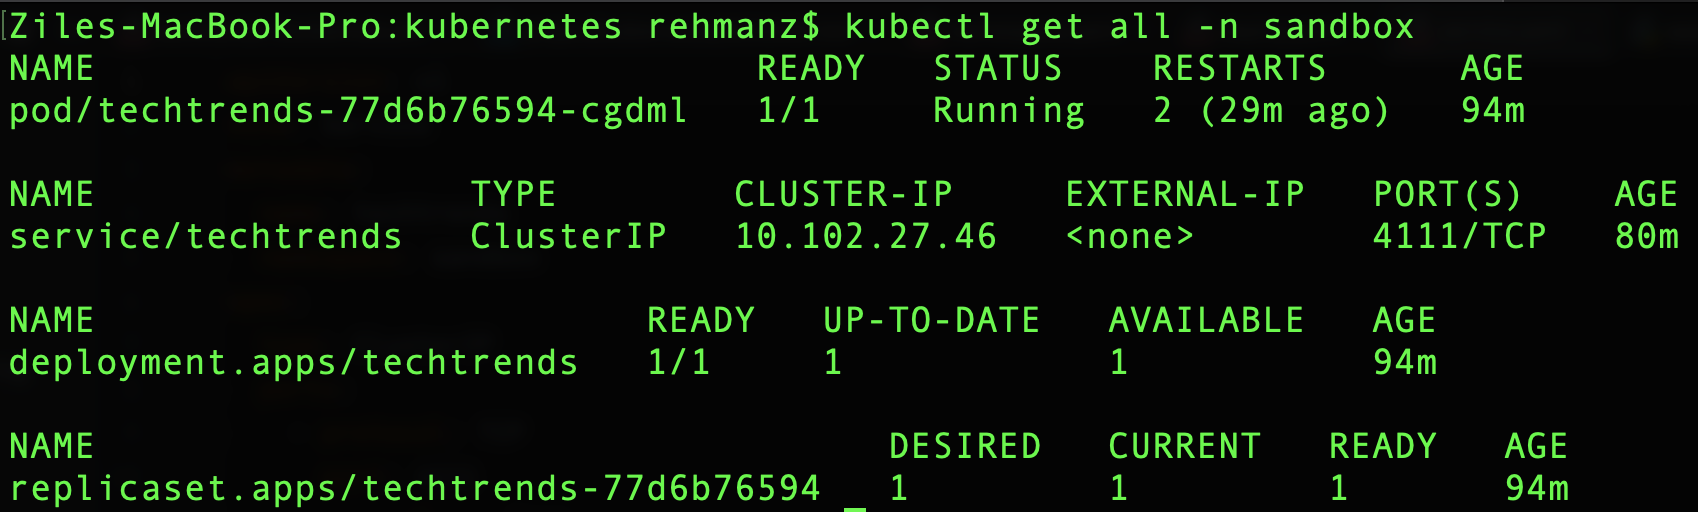 [Ziles-MacBook-Pro:kubernetes rehmanz$ kubectl get all -n sandbox
NAME                                  READY   STATUS    RESTARTS      AGE
pod/techtrends-77d6b76594-cgdml   1/1     Running   2 (29m ago)   94m

NAME                 TYPE        CLUSTER-IP     EXTERNAL-IP   PORT(S)    AGE
service/techtrends   ClusterIP   10.102.27.46   <none>        4111/TCP   80m

NAME                         READY   UP-TO-DATE   AVAILABLE   AGE
deployment.apps/techtrends   1/1     1            1           94m

NAME                                    DESIRED   CURRENT   READY   AGE
replicaset.apps/techtrends-77d6b76594   1         1         1       94m